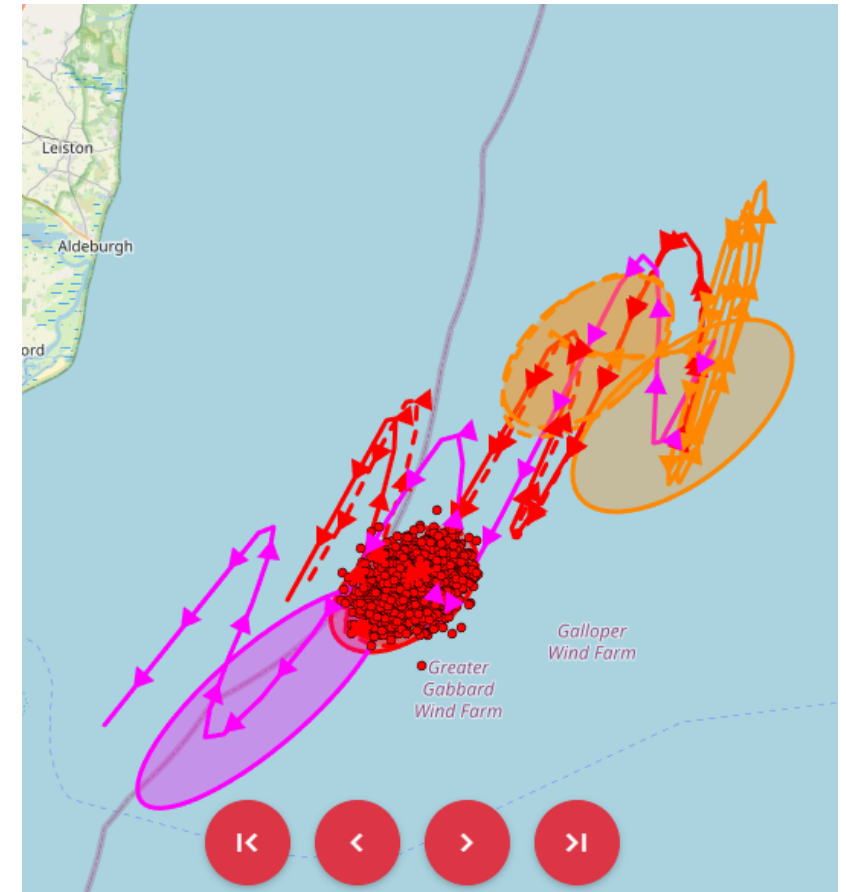 Leiston
Aldeburgh
ord
Galloper
Wind Farm
Greater
Gabbard
Wind Farm